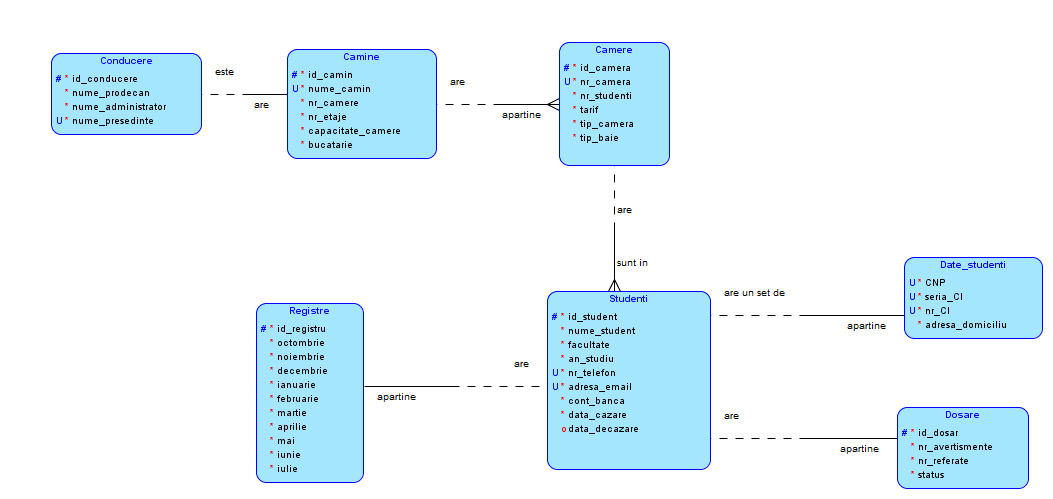 Conducere
# * id_conducere
* nume_prodecan
* nume_administrator
U * nume_presedinte
este
are
Camine
# * id_camin
U * nume_camin
* nr_camere
* nr_etaje
* capacitate_camere
* bucatarie
are
apartine
Camere
# * id_camera
U * nr_camera
* nr_studenti
* tarif
* tip_camera
* tip_baie
are
sunt in
Registre
# * id_registru
* octombrie
* noiembrie
* decembrie
* ianuarie
* februarie
* martie
* aprilie
* mai
* iunie
* iulie
apartine
are
Studenti
# * id_student
* nume_student
* facultate
* an_studiu
U * nr_telefon
U * adresa_email
* cont_banca
* data_cazare
o data_decazare
are un set de
apartine
Date_studenti
U * CNP
U * seria_CI
U * nr_CI
* adresa_domiciliu
are
apartine
Dosare
# * id_dosar
* nr_avertismente
* nr_referate
* status